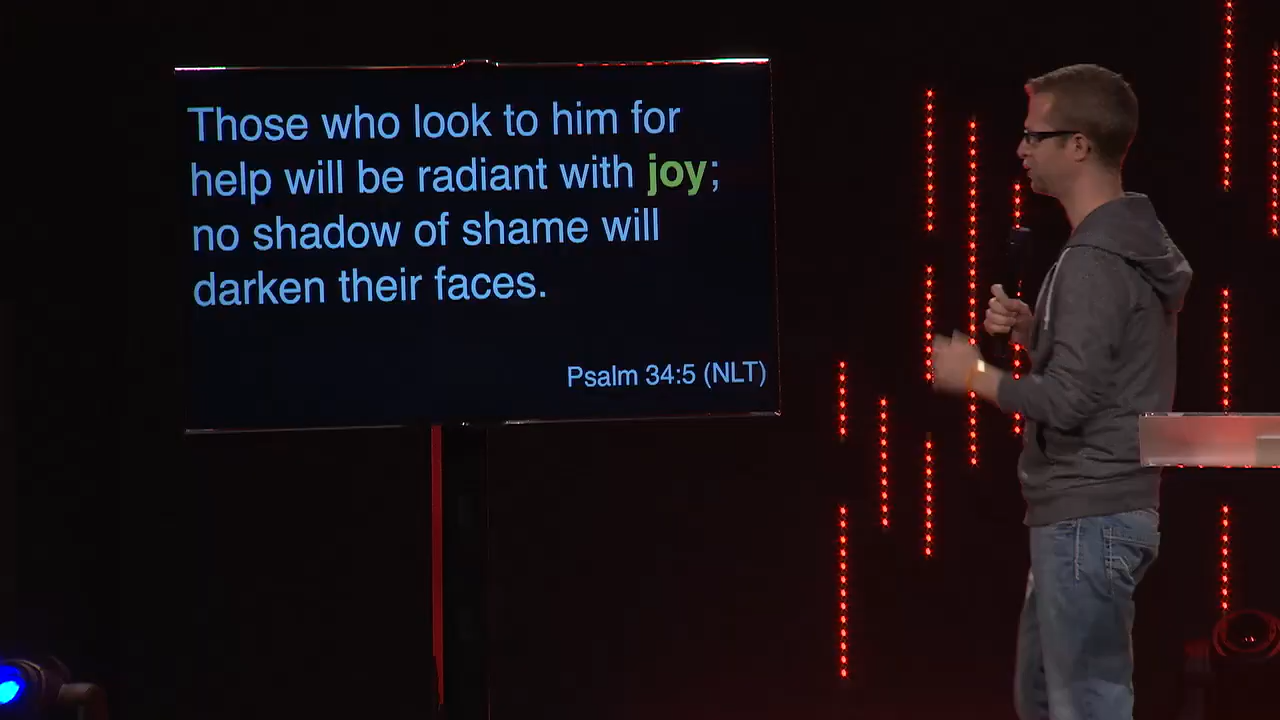 Those who look to him for
help will be radiant with joy;
no shadow of shame will
darken their faces.
Psalm 34:5 (NLT)